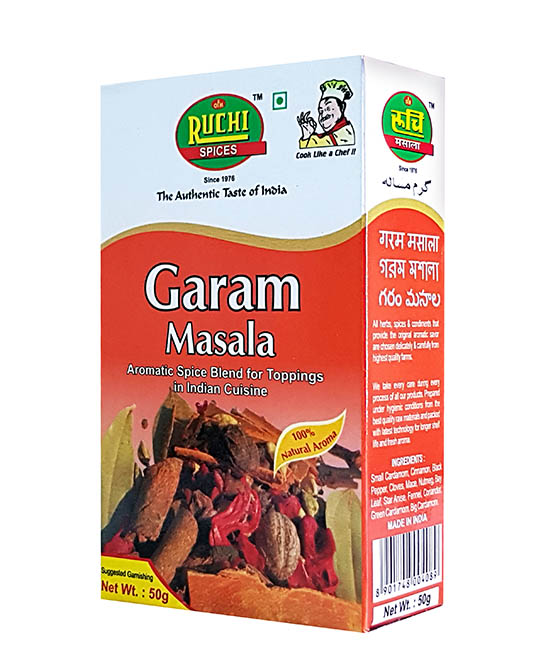 RUCHI
SPICES
TM
Since 1976
The Authentic Taste of India
Cook Like a Chef !!
Garam
Masala
Aromatic Spice Blend for Toppings
in Indian Cuisine
100%
Natural Aroma
Suggested Garnishing
Net Wt. : 50g
रुचि
मसाला
TM
Since 1976
گرم مسالہ
गरम मसाला
गरम मशाला
గరం మసాలా
All herbs, spices & condiments that
provide the original aromatic savor
are chosen delicately & carefully from
highest quality farms.
We take every care during every
process of all our products. Prepared
under hygienic conditions from the
best quality raw materials and packed
with latest technology for longer shelf
life and fresh aroma.
INGREDIENTS :
Small Cardamom, Cinnamon, Black
Pepper, Cloves, Mace, Nutmeg, Bay
Leaf, Star Anise, Fennel, Coriander,
Green Cardamom, Big Cardamom.
MADE IN INDIA
8 901748 004089
Net Wt. : 50g